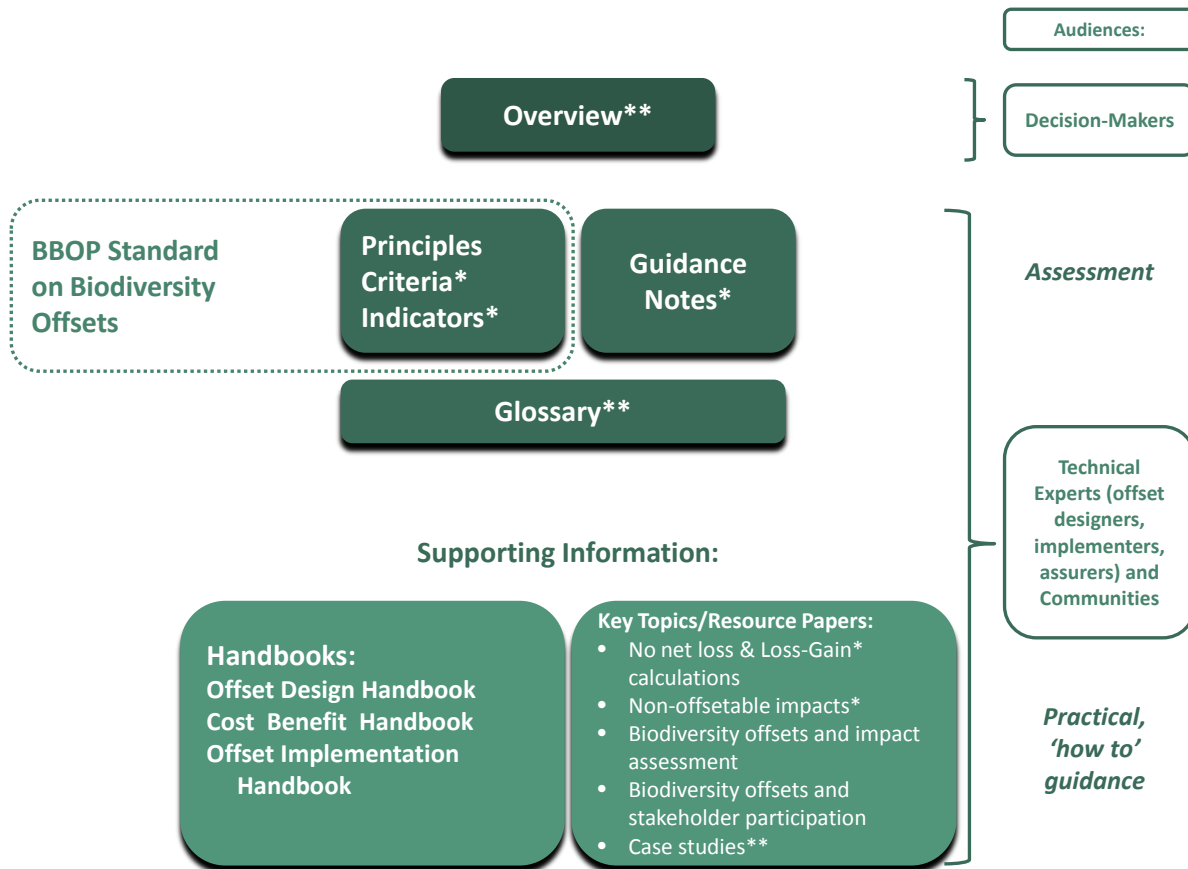 Audiences:
Overview**
Decision-Makers
BBOP Standard
on Biodiversity
Offsets
Principles
Criteria*
Indicators*
Guidance
Notes*
Assessment
Glossary**
Technical
Experts (offset
designers,
implementers,
assurers) and
Communities
Supporting Information:
Handbooks:
Offset Design Handbook
Cost Benefit Handbook
Offset Implementation
Handbook
Key Topics/Resource Papers:
• No net loss & Loss-Gain*
calculations
• Non-offsetable impacts*
• Biodiversity offsets and impact
assessment
• Biodiversity offsets and
stakeholder participation
• Case studies**
Practical,
‘how to’
guidance